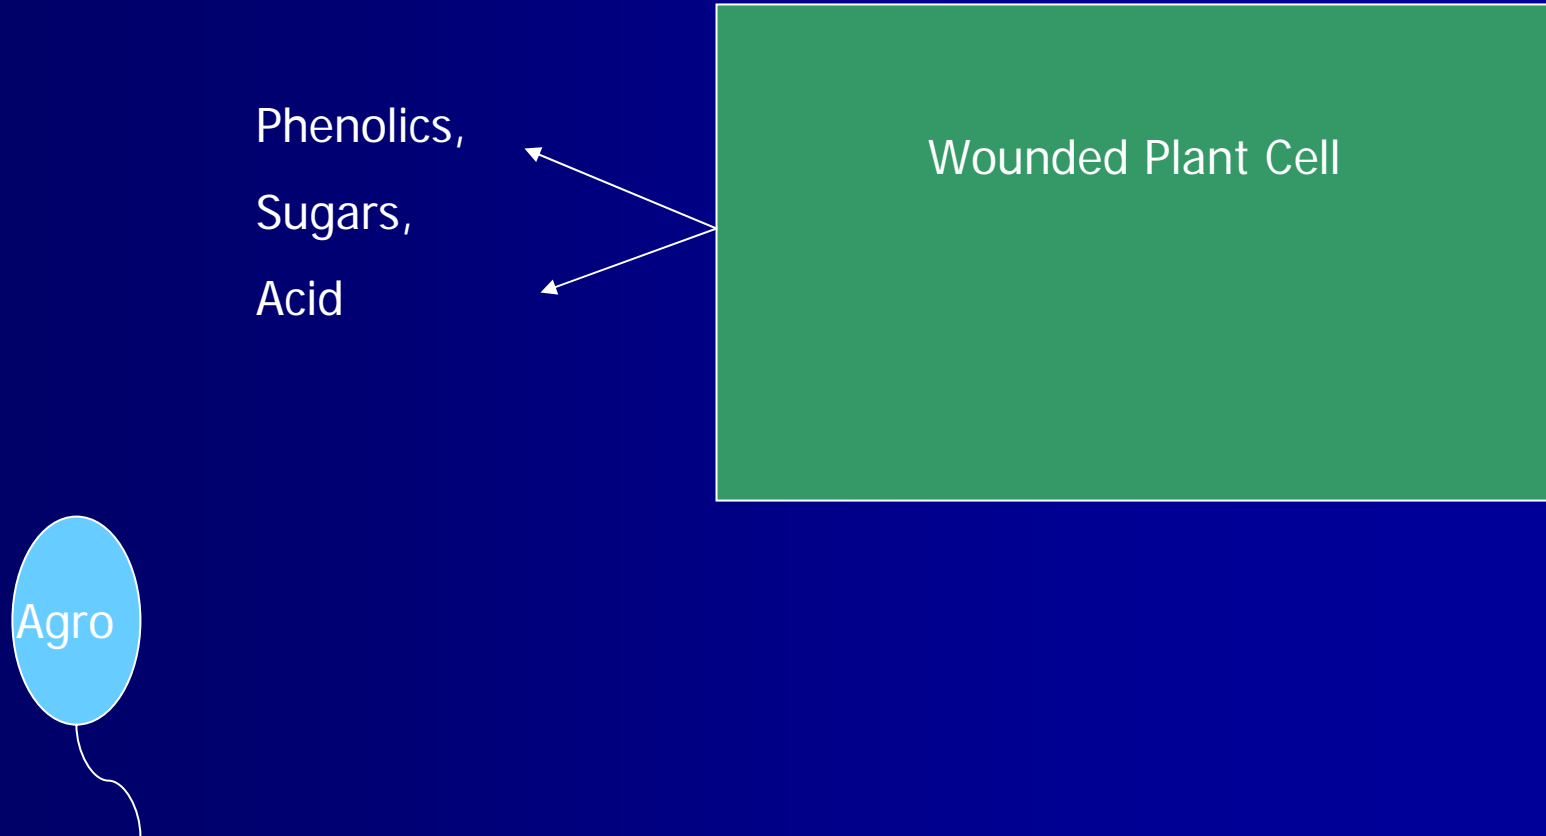 Phenolics,
Wounded Plant Cell
Sugars,
Acid
Agro